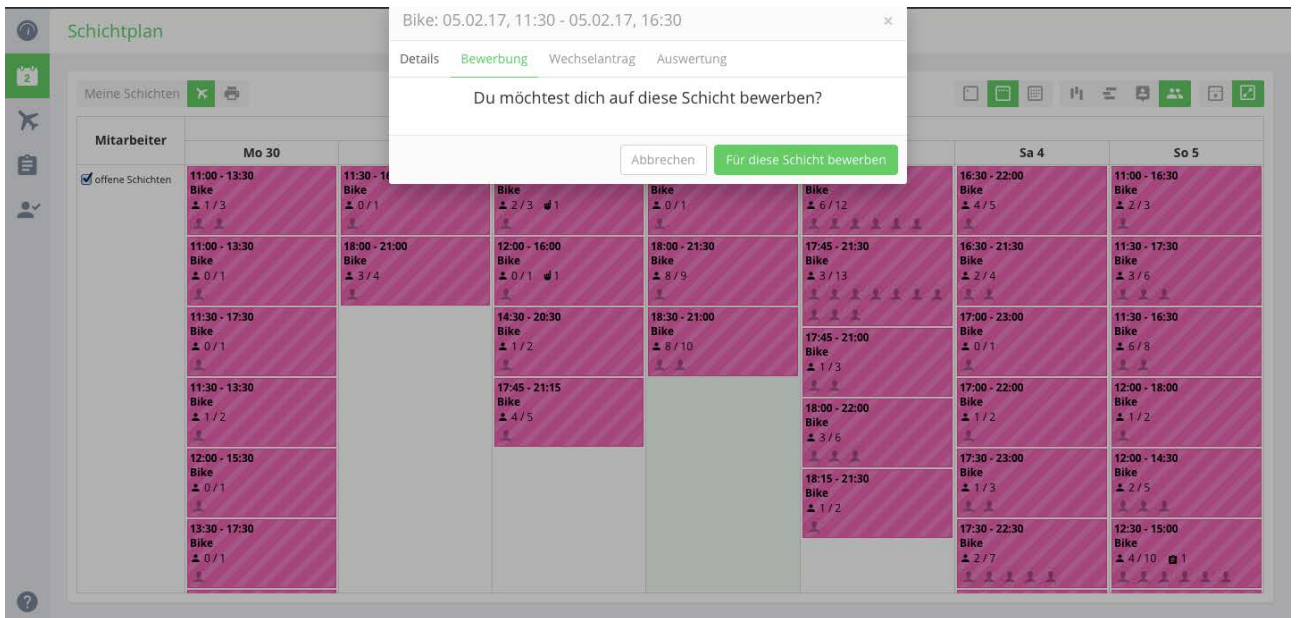 Schichtplan
2
Bike: 05.02.17, 11:30 - 05.02.17, 16:30
×
Details Bewerbung Wechselantrag Auswertung
Du möchtest dich auf diese Schicht bewerben?
Abbrechen Für diese Schicht bewerben
Meine Schichten
Mitarbeiter
Mo 30
Sa 4
So 5
offene Schichten
11:00 - 13:30
Bike
1 / 3
11:00 - 13:30
Bike
0 / 1
11:30 - 17:30
Bike
0 / 1
11:30 - 13:30
Bike
1 / 2
12:00 - 15:30
Bike
0 / 1
13:30 - 17:30
Bike
0 / 1
11:30 - 16
Bike
0 / 1
18:00 - 21:00
Bike
3 / 4
Bike
2 / 3 1
12:00 - 16:00
Bike
0 / 1 1
14:30 - 20:30
Bike
1 / 2
17:45 - 21:15
Bike
4 / 5
Bike
0 / 1
18:00 - 21:30
Bike
8 / 9
18:30 - 21:00
Bike
8 / 10
Bike
6 / 12
17:45 - 21:30
Bike
3 / 13
17:45 - 21:00
Bike
1 / 3
18:00 - 22:00
Bike
3 / 6
18:15 - 21:30
Bike
1 / 2
16:30 - 22:00
Bike
4 / 5
16:30 - 21:30
Bike
2 / 4
17:00 - 23:00
Bike
0 / 1
17:00 - 22:00
Bike
1 / 2
17:30 - 23:00
Bike
1 / 3
17:30 - 22:30
Bike
2 / 7
11:00 - 16:30
Bike
2 / 3
11:30 - 17:30
Bike
3 / 6
11:30 - 16:30
Bike
6 / 8
12:00 - 18:00
Bike
1 / 2
12:00 - 14:30
Bike
2 / 5
12:30 - 15:00
Bike
4 / 10 1
?